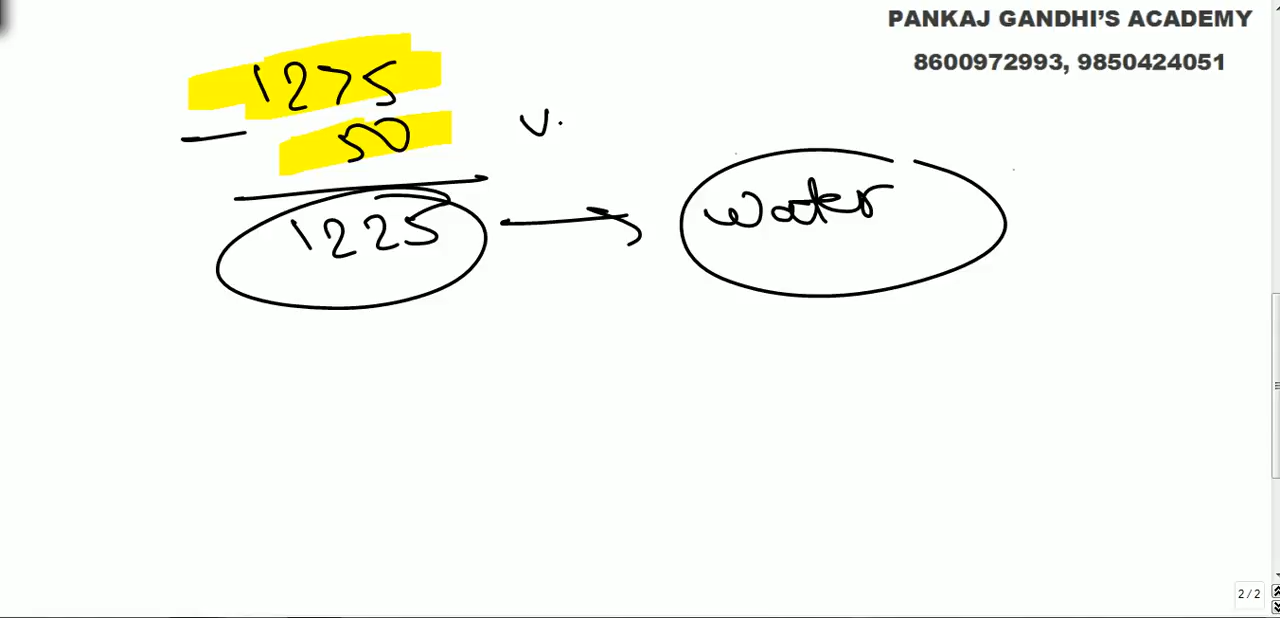 PANKAJ GANDHI'S ACADEMY
8600972993, 9850424051
1275
— 50 v.
1225 → water
2 / 2